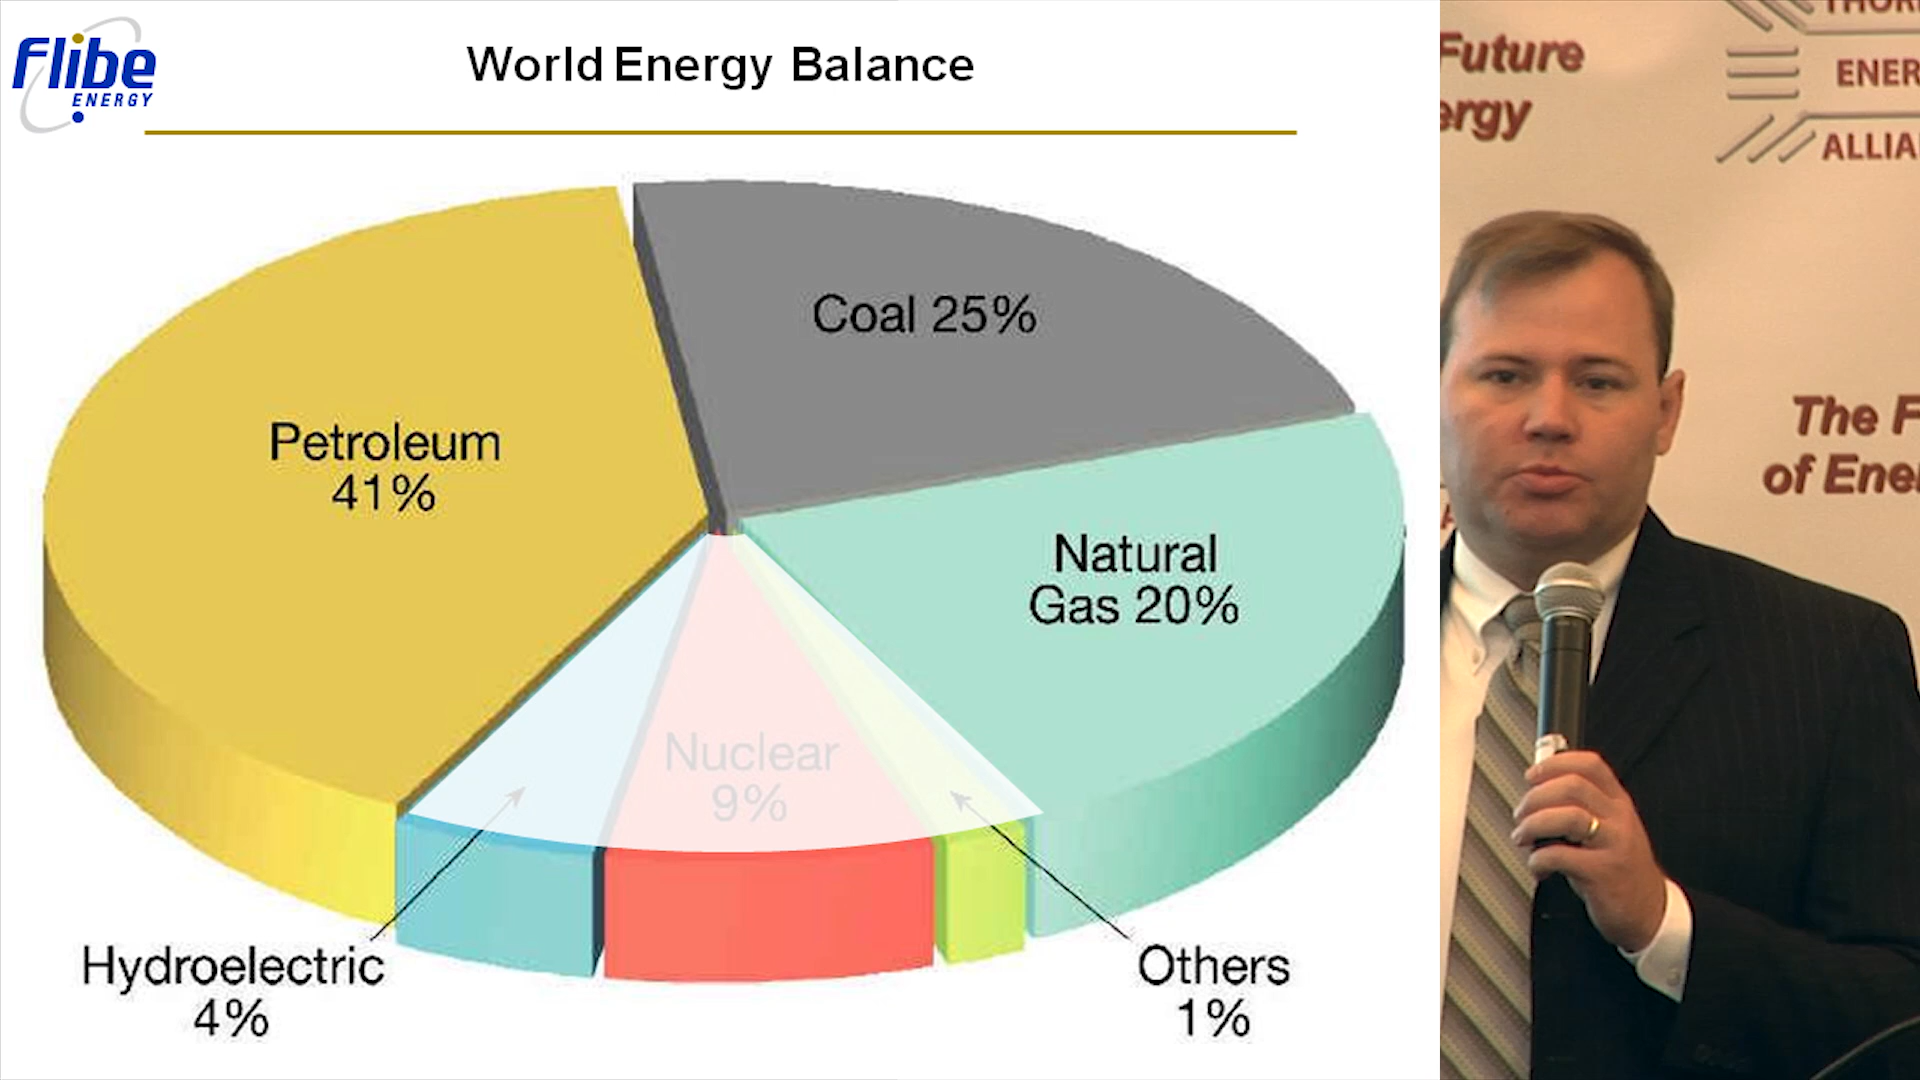 Flibe
ENERGY
World Energy Balance
Coal 25%
Petroleum
41%
Natural
Gas 20%
Nuclear
9%
Hydroelectric
4%
Others
1%
Future
ENER
ergy
ALLIA
The F
of Ene